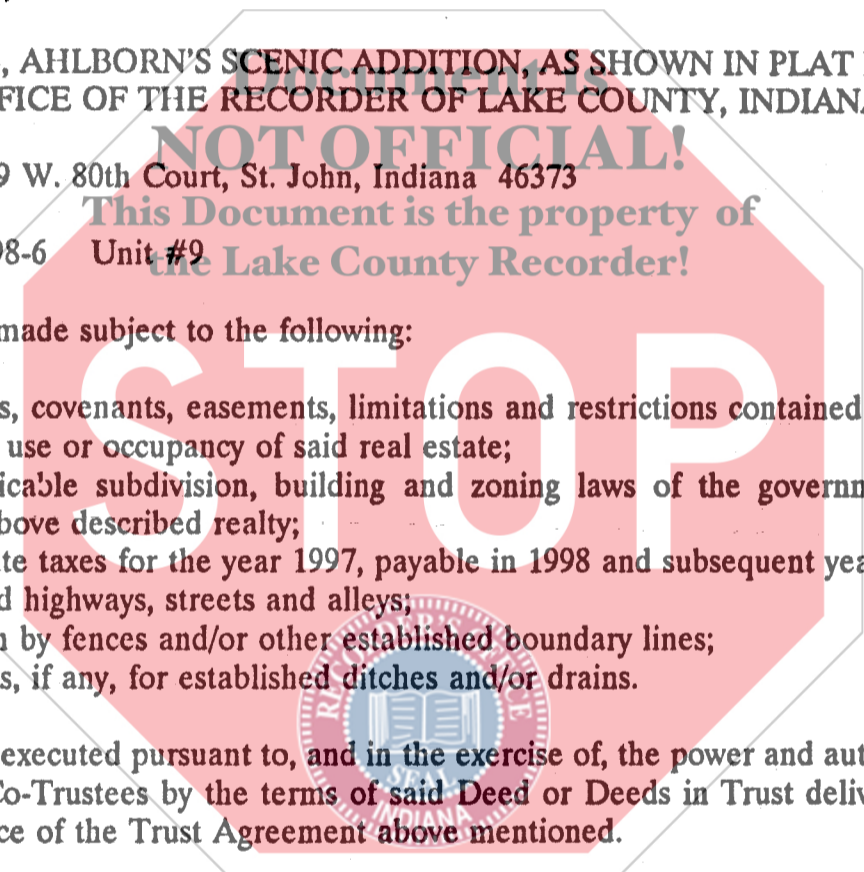 , AHLBORN'S SCENIC ADDITION, AS SHOWN IN PLAT
FICE OF THE RECORDER OF LAKE COUNTY, INDIANA
Document is
NOT OFFICIAL!
9 W. 80th Court, St. John, Indiana 46373
This Document is the property of
98-6 Unit #9
the Lake County Recorder!
made subject to the following:
STOP
s, covenants, easements, limitations and restrictions contained
use or occupancy of said real estate;
icable subdivision, building and zoning laws of the governm
bove described realty;
te taxes for the year 1997, payable in 1998 and subsequent yea
d highways, streets and alleys;
n by fences and/or other established boundary lines;
s, if any, for established ditches and/or drains.
RECORDER'S OFFICE
SEAL
INDIANA
executed pursuant to, and in the exercise of, the power and aut
Co-Trustees by the terms of said Deed or Deeds in Trust deliv
ce of the Trust Agreement above mentioned.